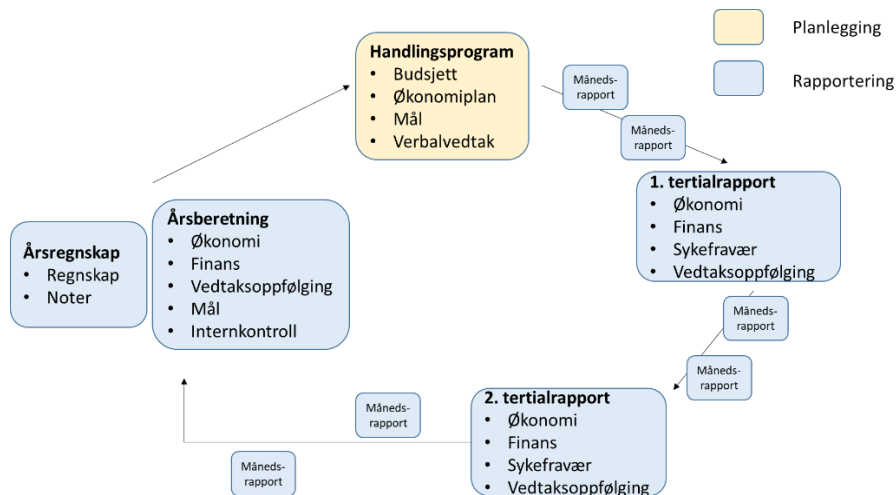 Handlingsprogram
• Budsjett
• Økonomiplan
• Mål
• Verbalvedtak
Planlegging
Rapportering
Måneds-
rapport
Måneds-
rapport
1. tertialrapport
• Økonomi
• Finans
• Sykefravær
• Vedtaksoppfølging
Måneds-
rapport
Måneds-
rapport
2. tertialrapport
• Økonomi
• Finans
• Sykefravær
• Vedtaksoppfølging
Måneds-
rapport
Måneds-
rapport
Årsregnskap
• Regnskap
• Noter
Årsberetning
• Økonomi
• Finans
• Vedtaksoppfølging
• Mål
• Internkontroll